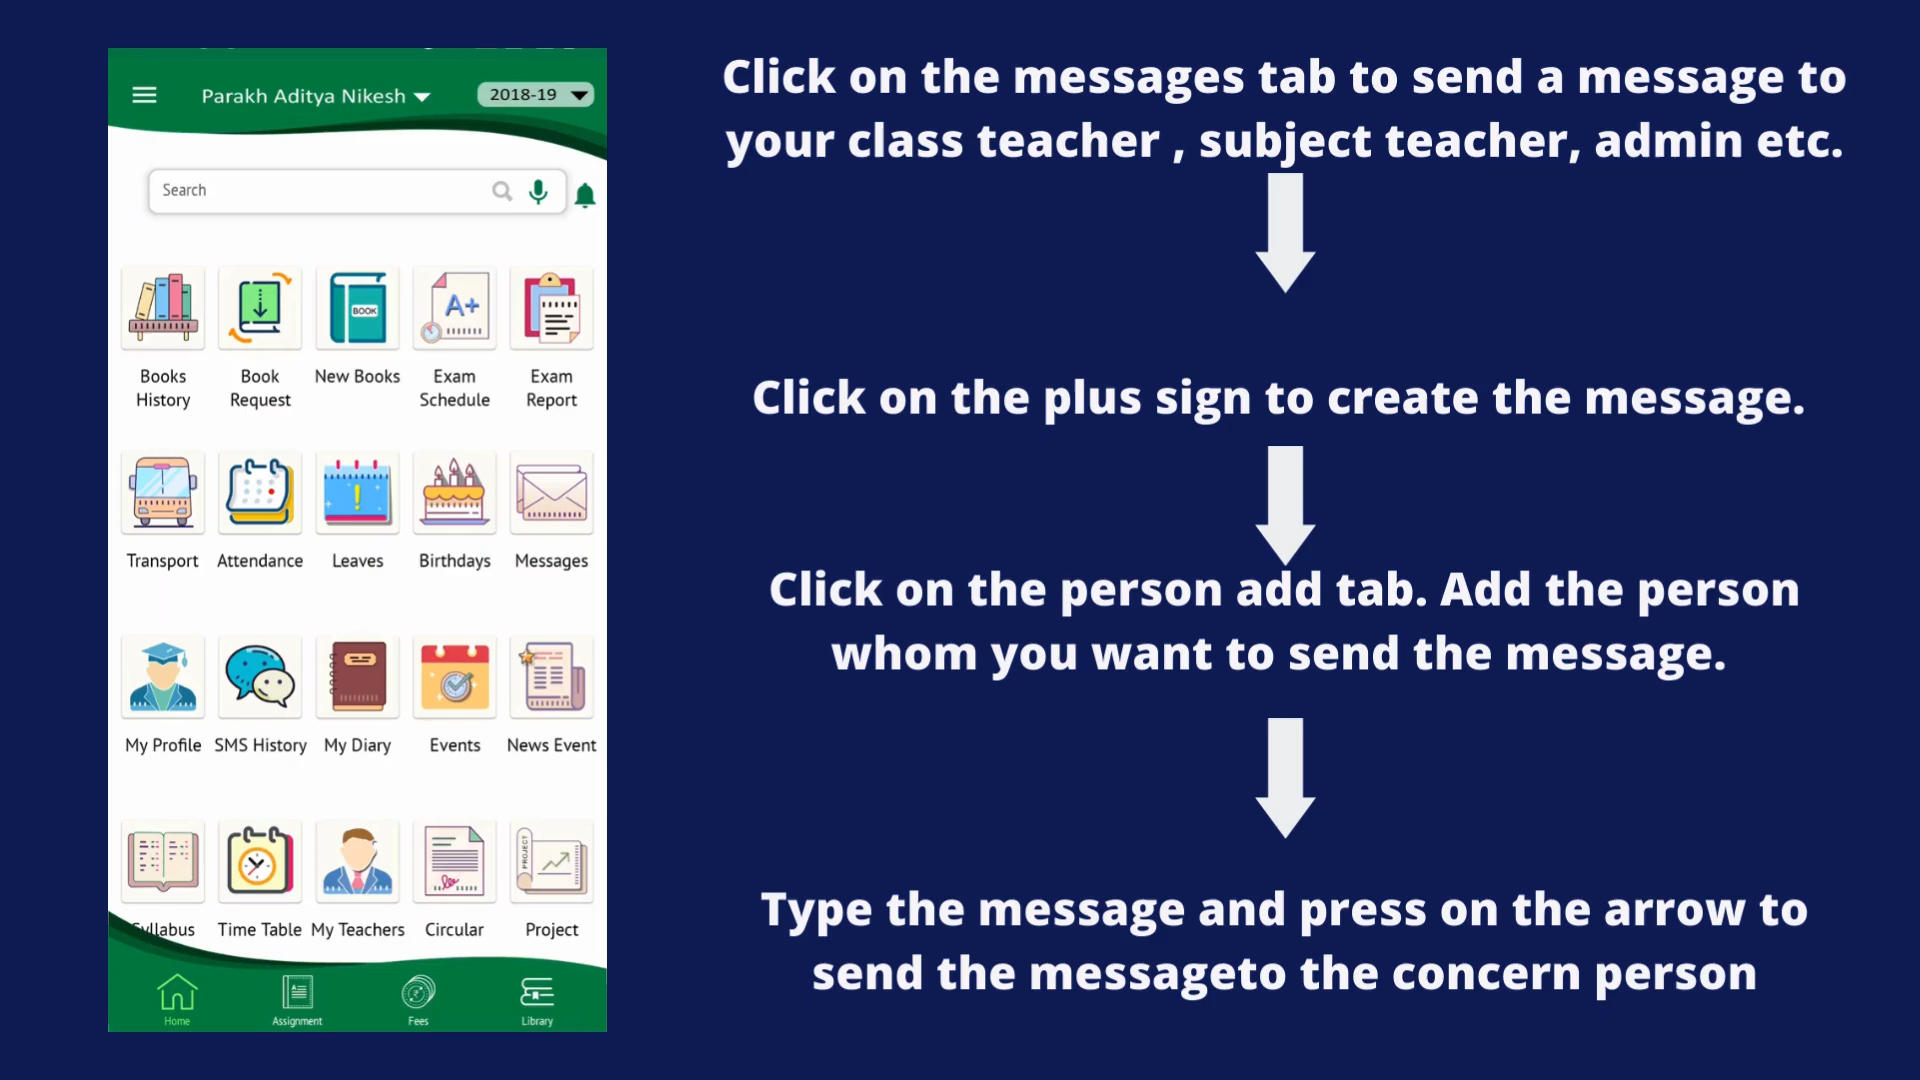 Parakh Aditya Nikesh
2018-19
Search
BOOK
A+
Books History
Book Request
New Books
Exam Schedule
Exam Report
Transport
Attendance
Leaves
Birthdays
Messages
My Profile
SMS History
My Diary
Events
News Event
PROJECT
Syllabus
Time Table
My Teachers
Circular
Project
Home
Assignment
Fees
Library
Click on the messages tab to send a message to
your class teacher , subject teacher, admin etc.
Click on the plus sign to create the message.
Click on the person add tab. Add the person
whom you want to send the message.
Type the message and press on the arrow to
send the messageto the concern person